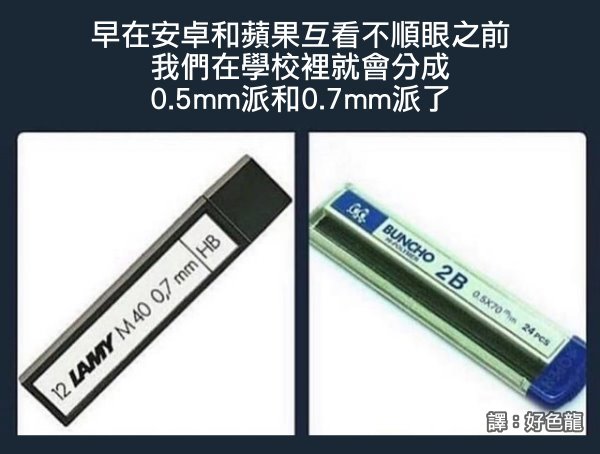 早在安卓和蘋果互看不順眼之前
我們在學校裡就會分成
0.5mm派和0.7mm派了
12 LAMY M40 0,7 mm HB
BUNCHO 2B 0.5X70 m/m 24 PCS
HI-POLYMER
譯：好色龍